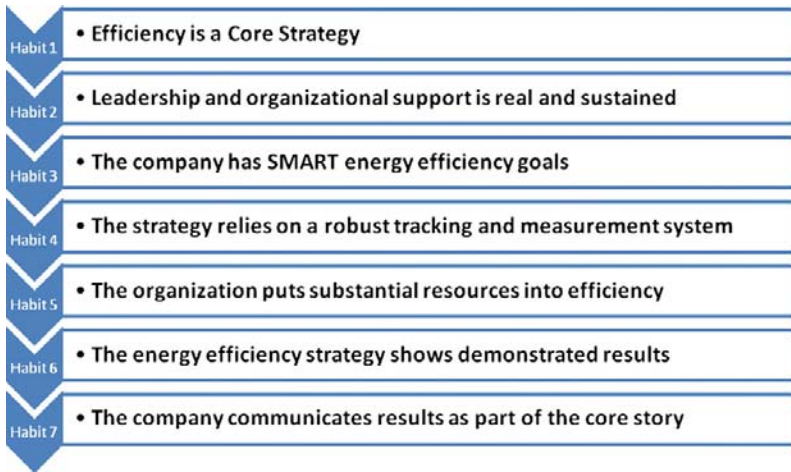 Habit 1
• Efficiency is a Core Strategy
Habit 2
• Leadership and organizational support is real and sustained
Habit 3
• The company has SMART energy efficiency goals
Habit 4
• The strategy relies on a robust tracking and measurement system
Habit 5
• The organization puts substantial resources into efficiency
Habit 6
• The energy efficiency strategy shows demonstrated results
Habit 7
• The company communicates results as part of the core story